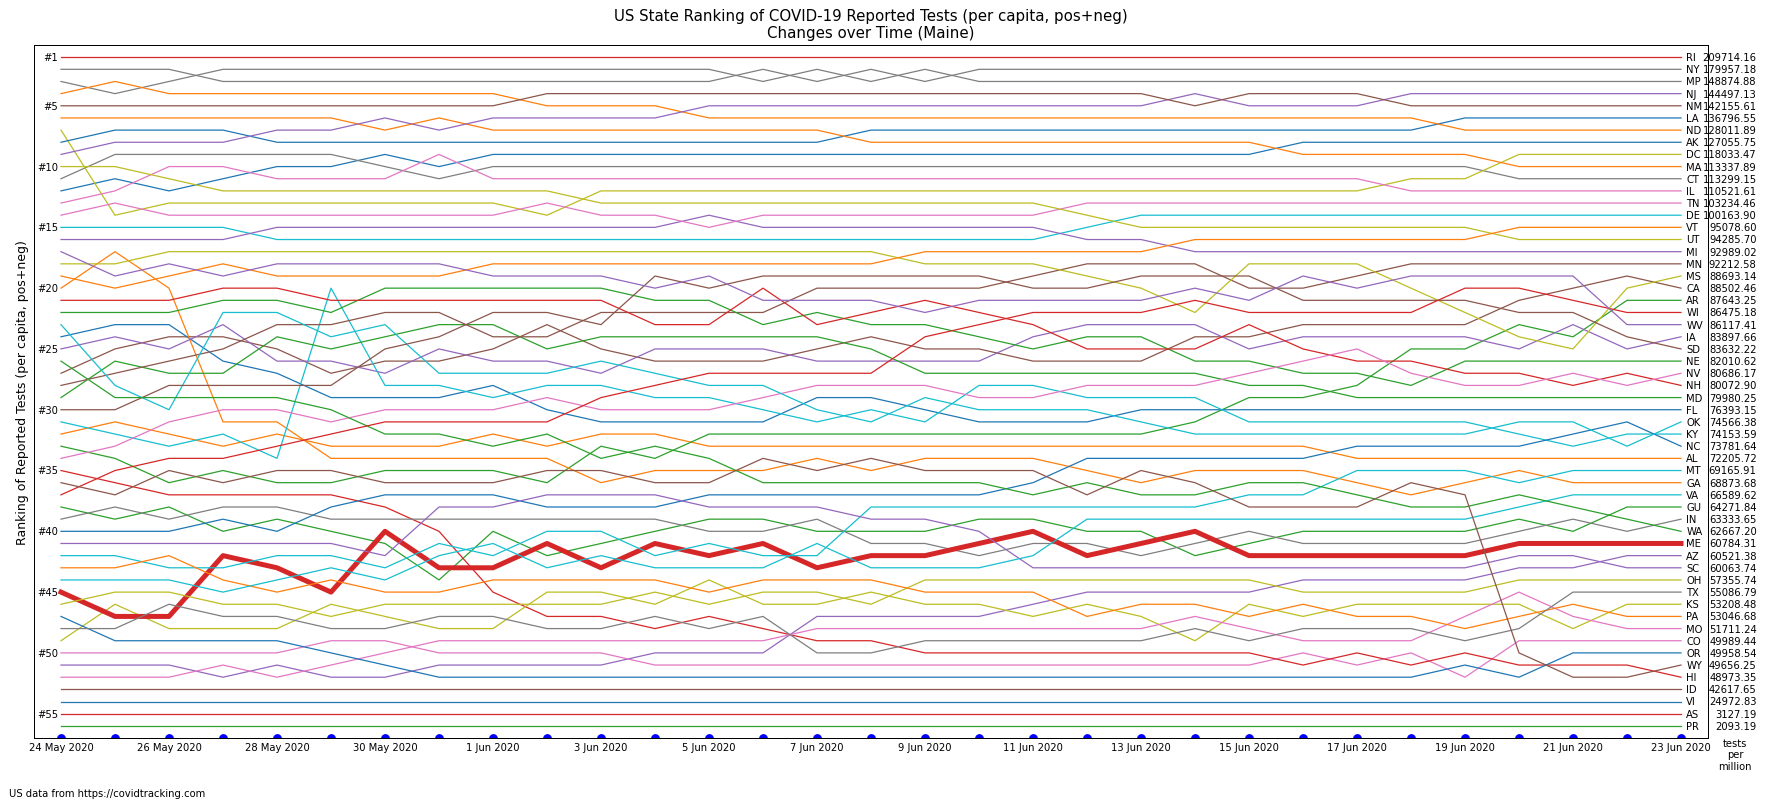 US State Ranking of COVID-19 Reported Tests (per capita, pos+neg)
Changes over Time (Maine)
Ranking of Reported Tests (per capita, pos+neg)
#1
#5
#10
#15
#20
#25
#30
#35
#40
#45
#50
#55
RI 209714.16
NY 179957.18
MP 148874.88
NJ 144497.13
NM 142155.61
LA 136796.55
ND 128011.89
AK 127055.75
DC 118033.47
MA 113337.89
CT 113299.15
IL 110521.61
TN 103234.46
DE 100163.90
VT 95078.60
UT 94285.70
MI 92989.02
MN 92212.58
MS 88693.14
CA 88502.46
AR 87643.25
WI 86475.18
WV 86117.41
IA 83897.66
SD 83632.22
NE 82010.62
NV 80686.17
NH 80072.90
MD 79980.25
FL 76393.15
OK 74566.38
KY 74153.59
NC 73781.64
AL 72205.72
MT 69165.91
GA 68873.68
VA 66589.62
GU 64271.84
IN 63333.65
WA 62667.20
ME 60784.31
AZ 60521.38
SC 60063.74
OH 57355.74
TX 55086.79
KS 53208.48
PA 53046.68
MO 51711.24
CO 49989.44
OR 49958.54
WY 49656.25
HI 48973.35
ID 42617.65
VI 24972.83
AS 3127.19
PR 2093.19
24 May 2020 26 May 2020 28 May 2020 30 May 2020 1 Jun 2020 3 Jun 2020 5 Jun 2020 7 Jun 2020 9 Jun 2020 11 Jun 2020 13 Jun 2020 15 Jun 2020 17 Jun 2020 19 Jun 2020 21 Jun 2020 23 Jun 2020
tests
per
million
US data from https://covidtracking.com